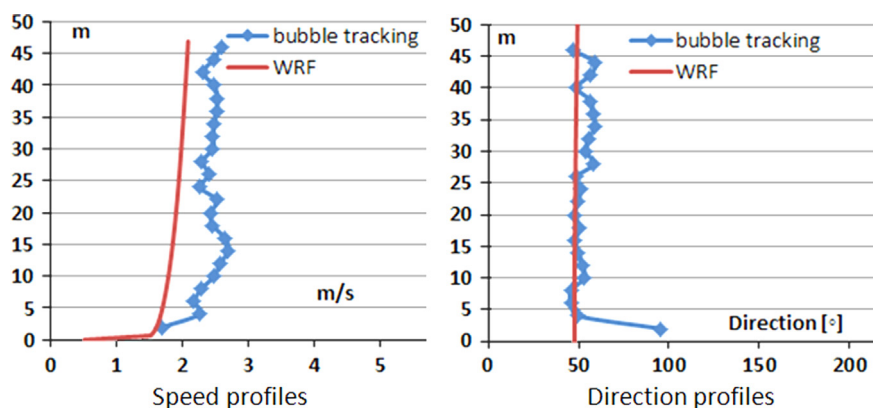 50
45
40
35
30
25
20
15
10
5
0
m
bubble tracking
WRF
m/s
0 1 2 3 4 5
Speed profiles
50
45
40
35
30
25
20
15
10
5
0
m
bubble tracking
WRF
Direction [°]
0 50 100 150 200
Direction profiles